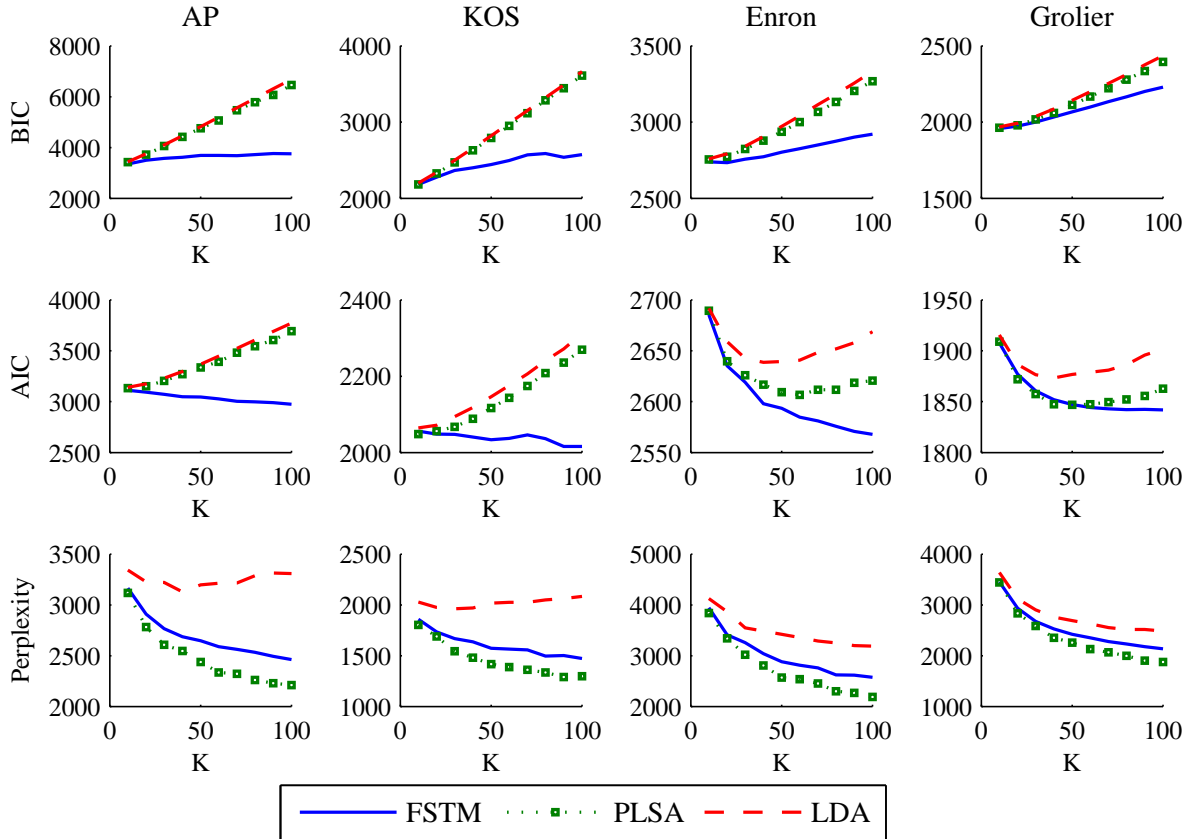 AP KOS Enron Grolier
BIC
8000 6000 4000 2000
0 50 100
K
4000 3000 2000
0 50 100
K
3500 3000 2500
0 50 100
K
2500 2000 1500
0 50 100
K
AIC
4000 3500 3000 2500
0 50 100
K
2400 2200 2000
0 50 100
K
2700 2650 2600 2550
0 50 100
K
1950 1900 1850 1800
0 50 100
K
Perplexity
3500 3000 2500 2000
0 50 100
K
2500 2000 1500 1000
0 50 100
K
5000 4000 3000 2000
0 50 100
K
4000 3000 2000 1000
0 50 100
K
FSTM PLSA LDA